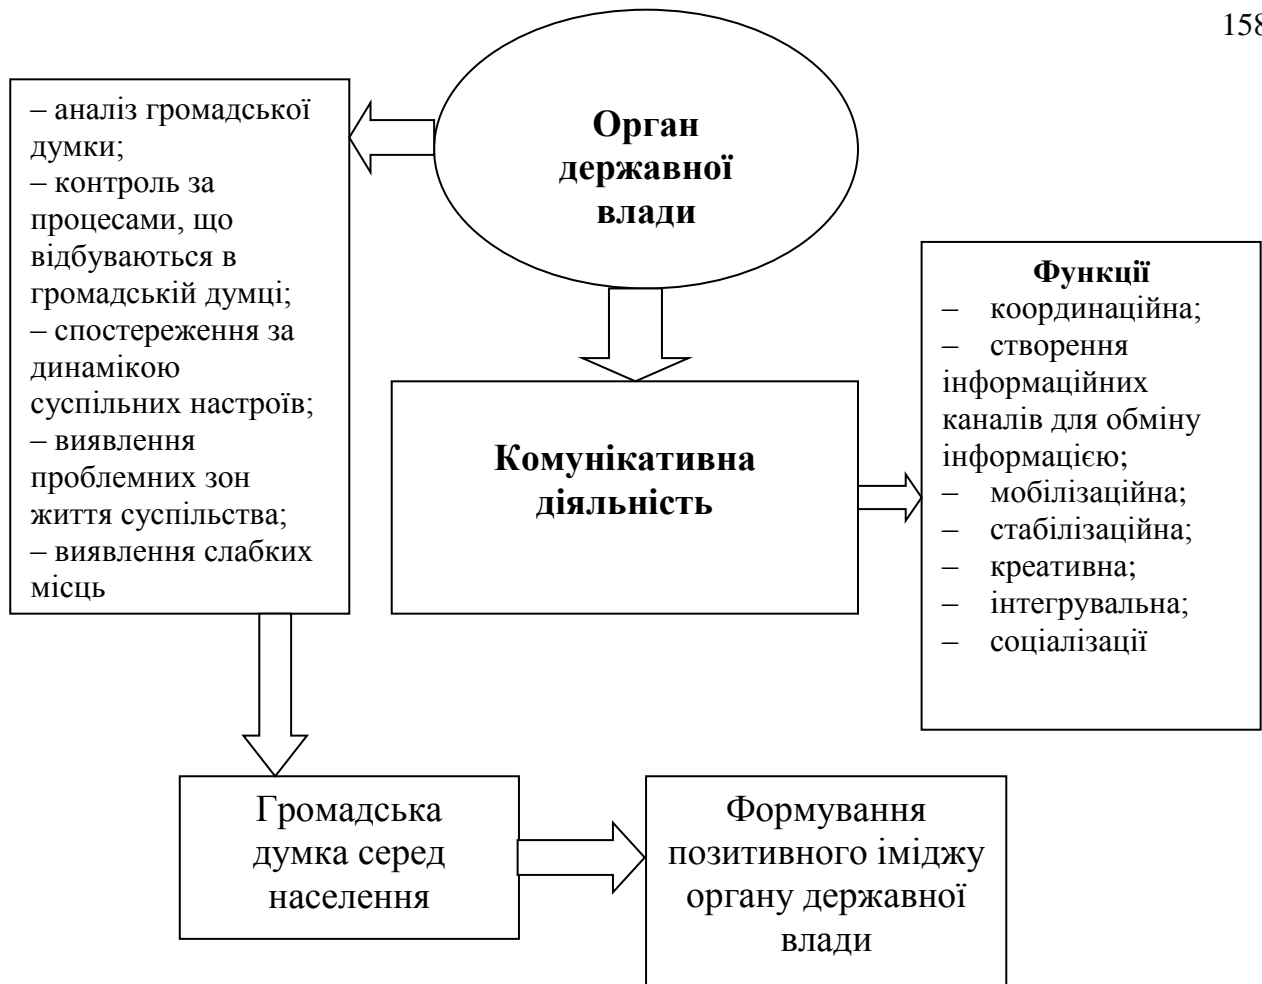 158
Орган
державної
влади
– аналіз громадської
думки;
– контроль за
процесами, що
відбуваються в
громадській думці;
– спостереження за
динамікою
суспільних настроїв;
– виявлення
проблемних зон
життя суспільства;
– виявлення слабких
місць
Комунікативна
діяльність
Функції
– координаційна;
– створення
інформаційних
каналів для обміну
інформацією;
– мобілізаційна;
– стабілізаційна;
– креативна;
– інтегрувальна;
– соціалізації
Громадська
думка серед
населення
Формування
позитивного іміджу
органу державної
влади